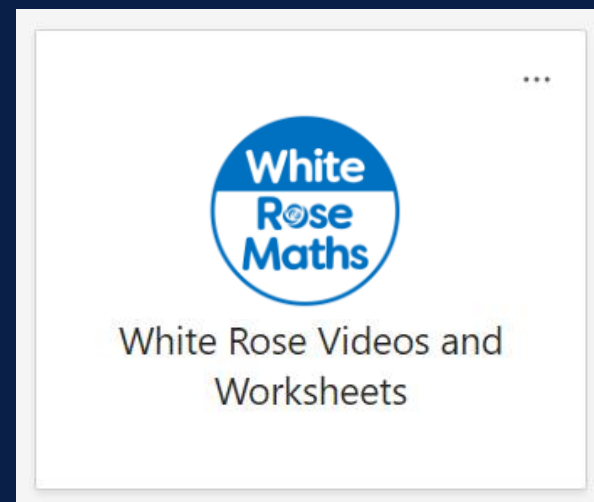 White
Rose
Maths
White Rose Videos and
Worksheets